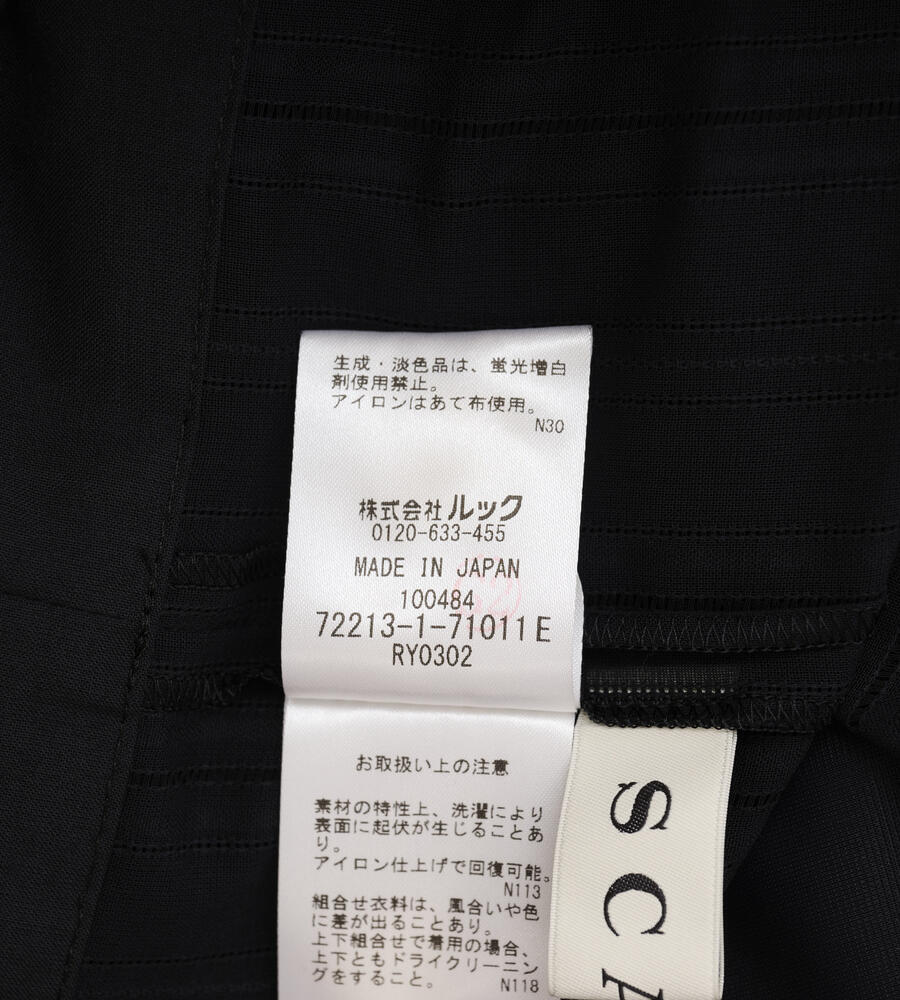 生成・淡色品は、蛍光増白
剤使用禁止。
アイロンはあて布使用。
N30
株式会社ルック
0120-633-455
MADE IN JAPAN
100484
72213-1-71011E
RY0302
お取扱い上の注意
素材の特性上、洗濯により
表面に起伏が生じることあ
り。
アイロン仕上げで回復可能。
N113
組合せ衣料は、風合いや色
に差が出ることあり。
上下組合せで着用の場合、
上下ともドライクリーニン
グをすること。
N118
SCA